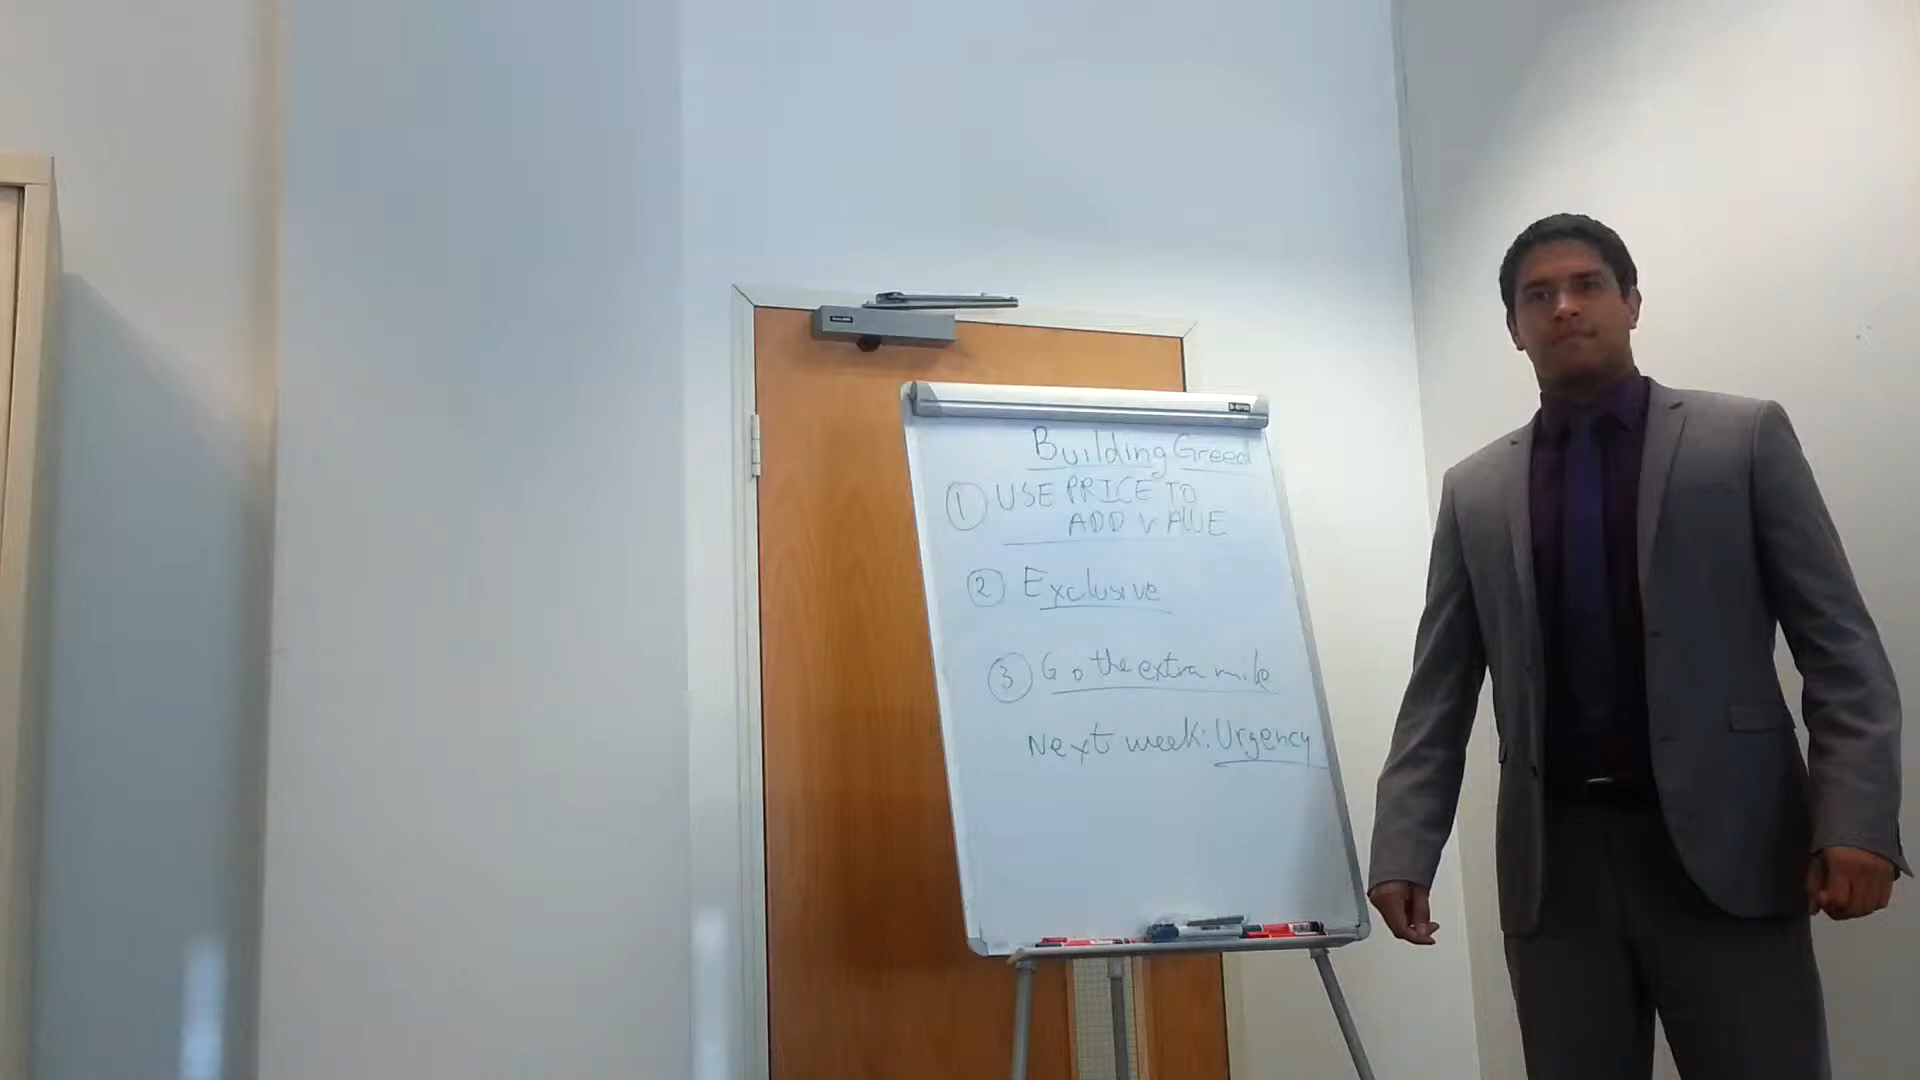 Building Greed
① USE PRICE TO
ADD VALUE
② Exclusive
③ Go the extra mile
Next week: Urgency